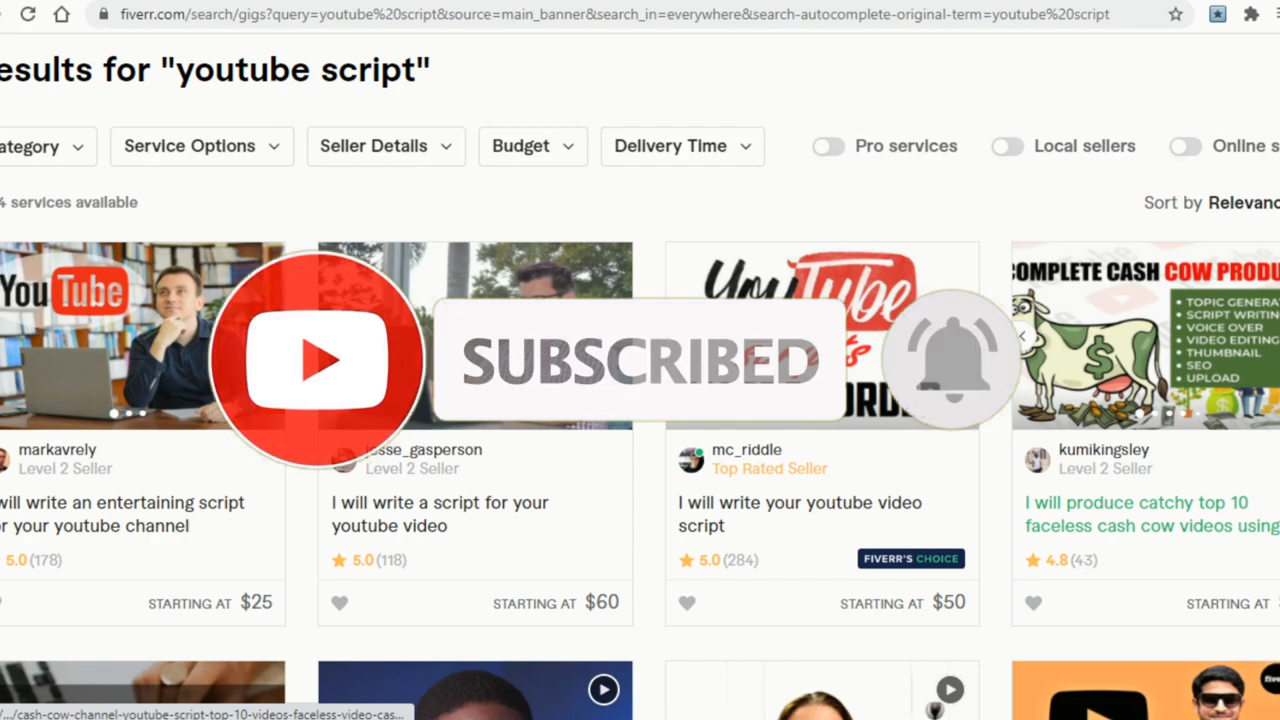 fiverr.com/search/gigs?query=youtube%20script&source=main_banner&search_in=everywhere&search-autocomplete-original-term=youtube%20script
esults for "youtube script"
ategory
Service Options
Seller Details
Budget
Delivery Time
Pro services
Local sellers
Online s
4 services available
Sort by Relevanc
YouTube
YouTube
COMPLETE CASH COW PRODU
• TOPIC GENERA
• SCRIPT WRITIN
• VOICE OVER
• VIDEO EDITING
• THUMBNAIL
• SEO
• UPLOAD
SUBSCRIBED
markavrely
Level 2 Seller
will write an entertaining script
or your youtube channel
5.0 (178)
STARTING AT $25
jesse_gasperson
Level 2 Seller
I will write a script for your
youtube video
5.0 (118)
STARTING AT $60
mc_riddle
Top Rated Seller
I will write your youtube video
script
5.0 (284)
FIVERR'S CHOICE
STARTING AT $50
kumikingsley
Level 2 Seller
I will produce catchy top 10
faceless cash cow videos using
4.8 (43)
STARTING AT
/.../cash-cow-channel-youtube-script-top-10-videos-faceless-video-cas...